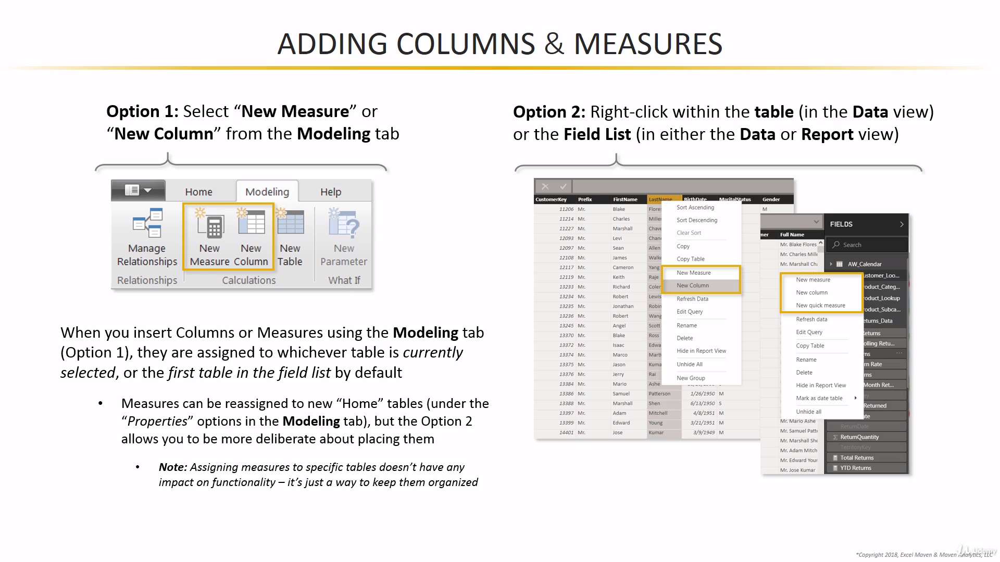 ADDING COLUMNS & MEASURES
Option 1: Select “New Measure” or
“New Column” from the Modeling tab
Home
Modeling
Help
Manage
Relationships
New
Measure
New
Column
New
Table
New
Parameter
Relationships
Calculations
What If
When you insert Columns or Measures using the Modeling tab
(Option 1), they are assigned to whichever table is currently
selected, or the first table in the field list by default
• Measures can be reassigned to new “Home” tables (under the
“Properties” options in the Modeling tab), but the Option 2
allows you to be more deliberate about placing them
• Note: Assigning measures to specific tables doesn’t have any
impact on functionality – it’s just a way to keep them organized
Option 2: Right-click within the table (in the Data view)
or the Field List (in either the Data or Report view)
CustomerKey Prefix FirstName LastName BirthDate MaritalStatus Gender
11206 Mr. Blake Flores M
11214 Mr. Charles Miller
11227 Mr. Marshall Chav
12093 Mr. Levi Chan
12097 Mr. Sean Allen
12108 Mr. James Walke
12117 Mr. Cameron Yang
12119 Mr. Keith Raje
13233 Mr. Richard Colem
13234 Mr. Robert Lewis
13235 Mr. Jonathan Robin
13236 Mr. Robert Wang
13245 Mr. Angel Scott
13370 Mr. Blake Ross
13372 Mr. Isaac Edwa
13374 Mr. Marco Marti
13375 Mr. Jason Kuma
13376 Mr. Jerry Rai
13384 Mr. Mario Ashe
13386 Mr. Samuel Patterson 1/26/1950 M
13388 Mr. Marshall Shen 6/13/1950 S
13397 Mr. Adam Mitchell 4/8/1951 M
13399 Mr. Edward Young 3/21/1951 M
14401 Mr. Jose Kumar 3/9/1949 M
Sort Ascending
Sort Descending
Clear Sort
Copy
Copy Table
New Measure
New Column
Refresh Data
Edit Query
Rename
Delete
Hide in Report View
Unhide All
New Group
mer Full Name
Mr. Blake Flores
Mr. Charles Mille
Mr. Marshall Cha
New measure
New column
New quick measure
Refresh data
Edit Query
Copy Table
Rename
Delete
Hide in Report View
Mark as date table
Unhide all
Mr. Mario Ashe
Mr. Samuel Patte
Mr. Marshall She
Mr. Adam Mitch
Mr. Edward Your
Mr. Jose Kumar
FIELDS
Search
AW_Calendar
ustomer_Loo...
roduct_Categ...
roduct_Lookup
roduct_Subca...
eturns_Data
Returns
olling Retu...
rns
rn Rate
rns
Month Ret...
Returned
ate
ReturnDate
ReturnQuantity
TerritoryKey
Total Returns
YTD Returns
*Copyright 2018, Excel Maven & Maven Analytics, LLC
Udemy